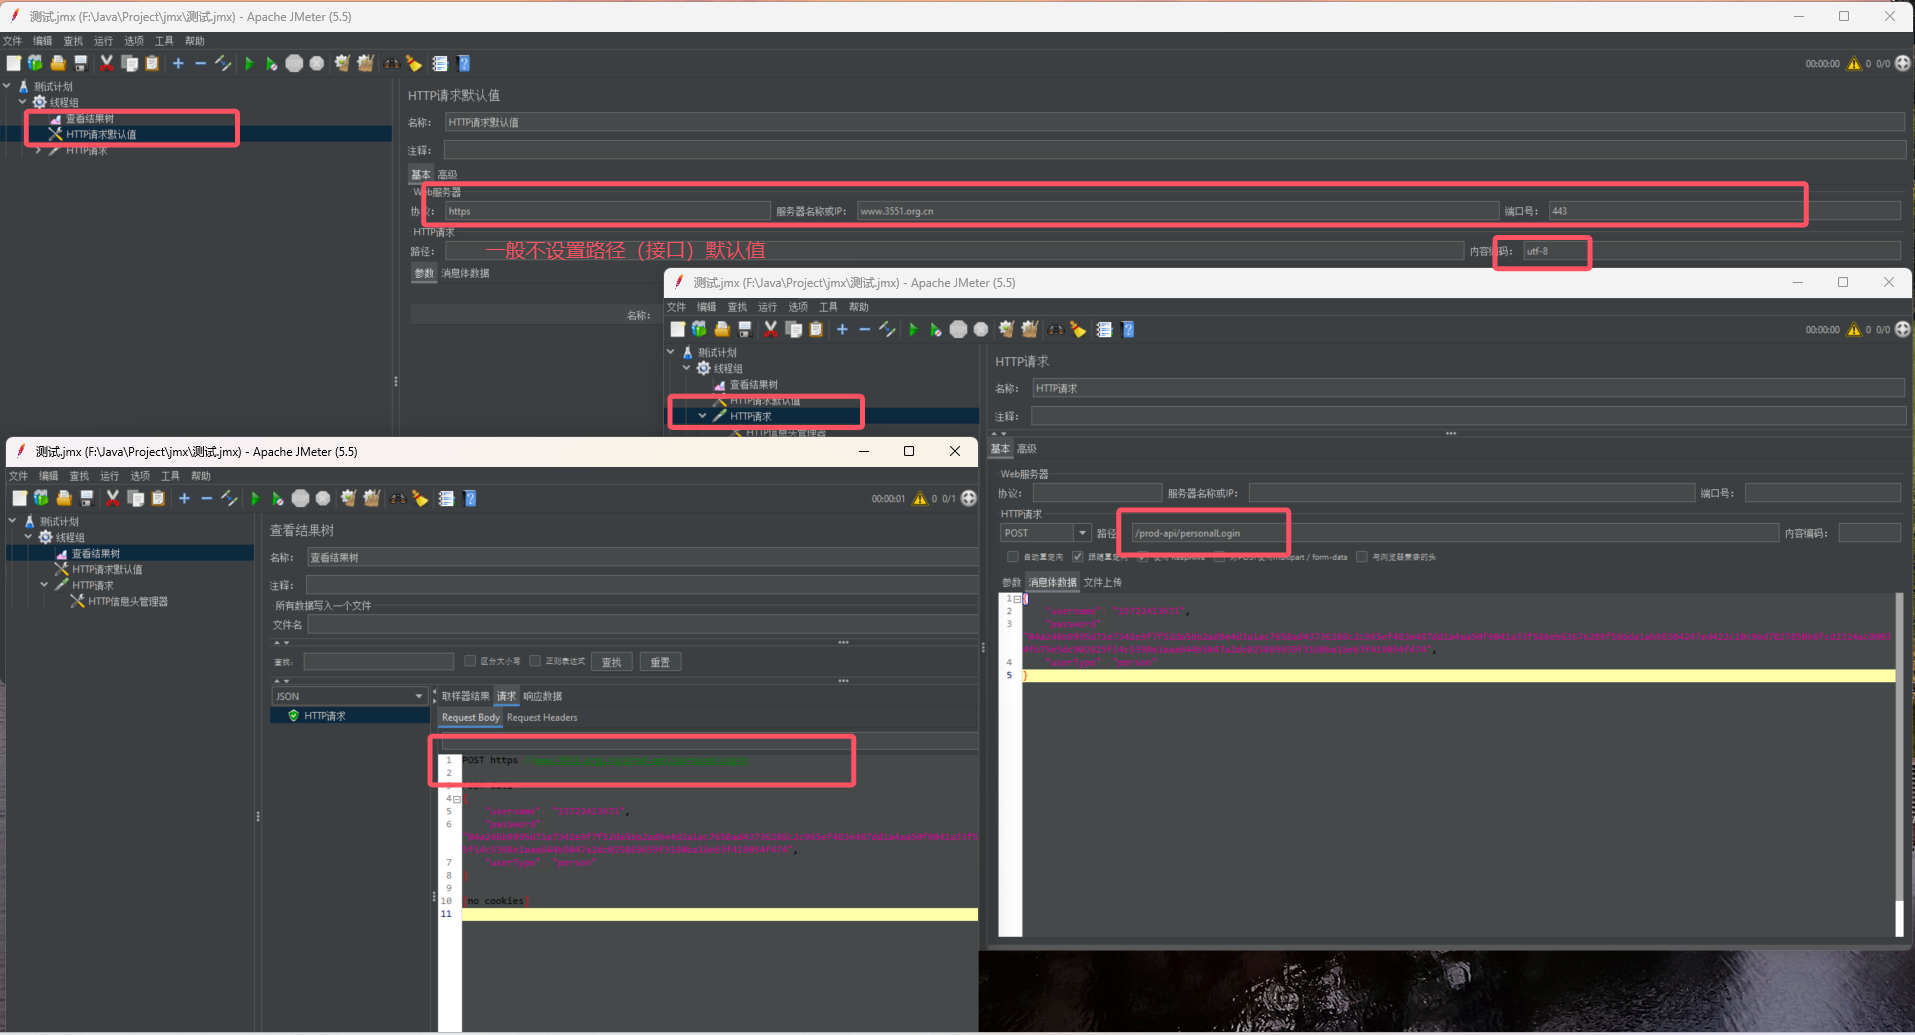 测试.jmx (F:\Java\Project\jmx\测试.jmx) - Apache JMeter (5.5)
文件 编辑 查找 运行 选项 工具 帮助
00:00:00 0 0/0
测试计划
线程组
查看结果树
HTTP请求默认值
HTTP请求
HTTP请求默认值
名称： HTTP请求默认值
注释：
基本 高级
Web服务器
协议： https 服务器名称或IP： www.3551.org.cn 端口号： 443
HTTP请求
路径： 一般不设置路径（接口）默认值 内容编码： utf-8
参数 消息体数据
名称：
测试.jmx (F:\Java\Project\jmx\测试.jmx) - Apache JMeter (5.5)
文件 编辑 查找 运行 选项 工具 帮助
00:00:00 0 0/0
测试计划
线程组
查看结果树
HTTP请求默认值
HTTP请求
HTTP信息头管理器
HTTP请求
名称： HTTP请求
注释：
基本 高级
Web服务器
协议： 服务器名称或IP： 端口号：
HTTP请求
POST 路径 /prod-api/personalLogin 内容编码：
自动重定向 跟随重定向 使用 KeepAlive 对POST使用multipart / form-data 与浏览器兼容的头
参数 消息体数据 文件上传
1 {
2 "username":
3 "password"
4 "userType" "person"
5 }
测试.jmx (F:\Java\Project\jmx\测试.jmx) - Apache JMeter (5.5)
文件 编辑 查找 运行 选项 工具 帮助
00:00:01 0 0/1
测试计划
线程组
查看结果树
HTTP请求默认值
HTTP请求
HTTP信息头管理器
查看结果树
名称： 查看结果树
注释：
所有数据写入一个文件
文件名
查找： 区分大小写 正则表达式 查找 重置
JSON
HTTP请求
取样器结果 请求 响应数据
Request Body Request Headers
1 POST https
2
4
5 "username":
6 "password"
7 "userType" "person"
8
9
10 no cookies
11